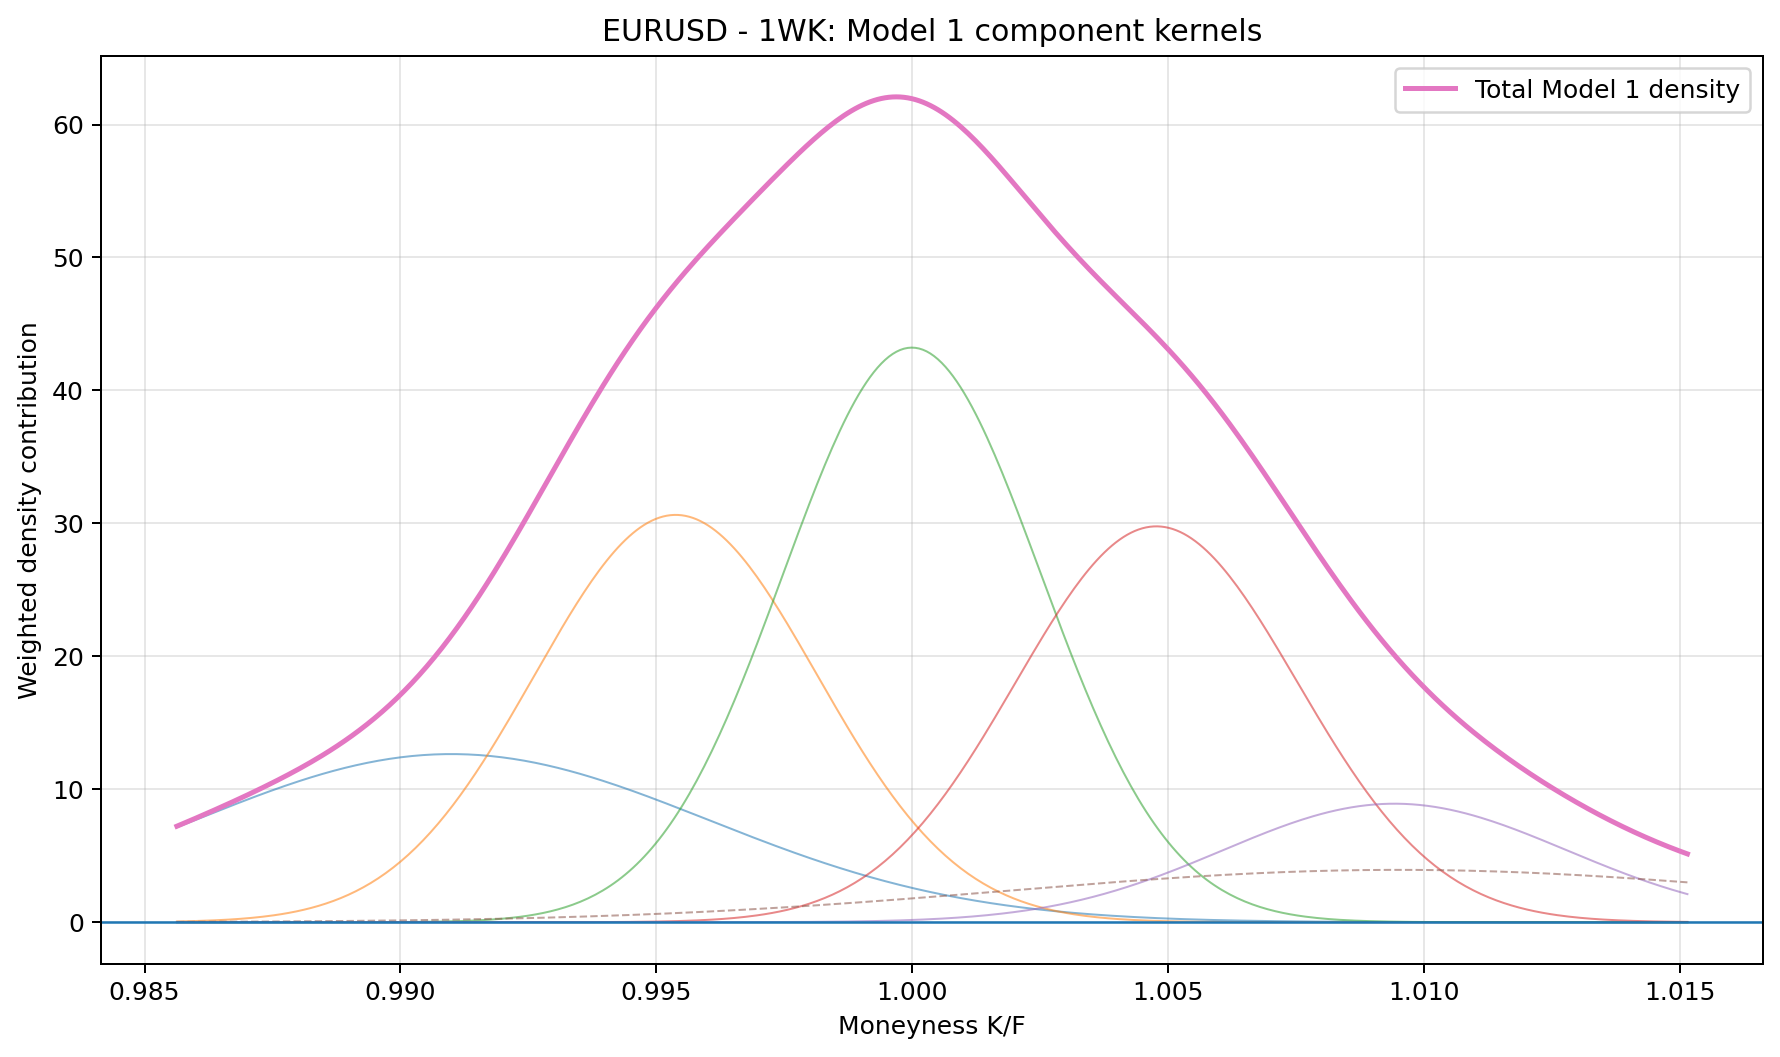 EURUSD - 1WK: Model 1 component kernels
Total Model 1 density
Weighted density contribution
60
50
40
30
20
10
0
0.985 0.990 0.995 1.000 1.005 1.010 1.015
Moneyness K/F